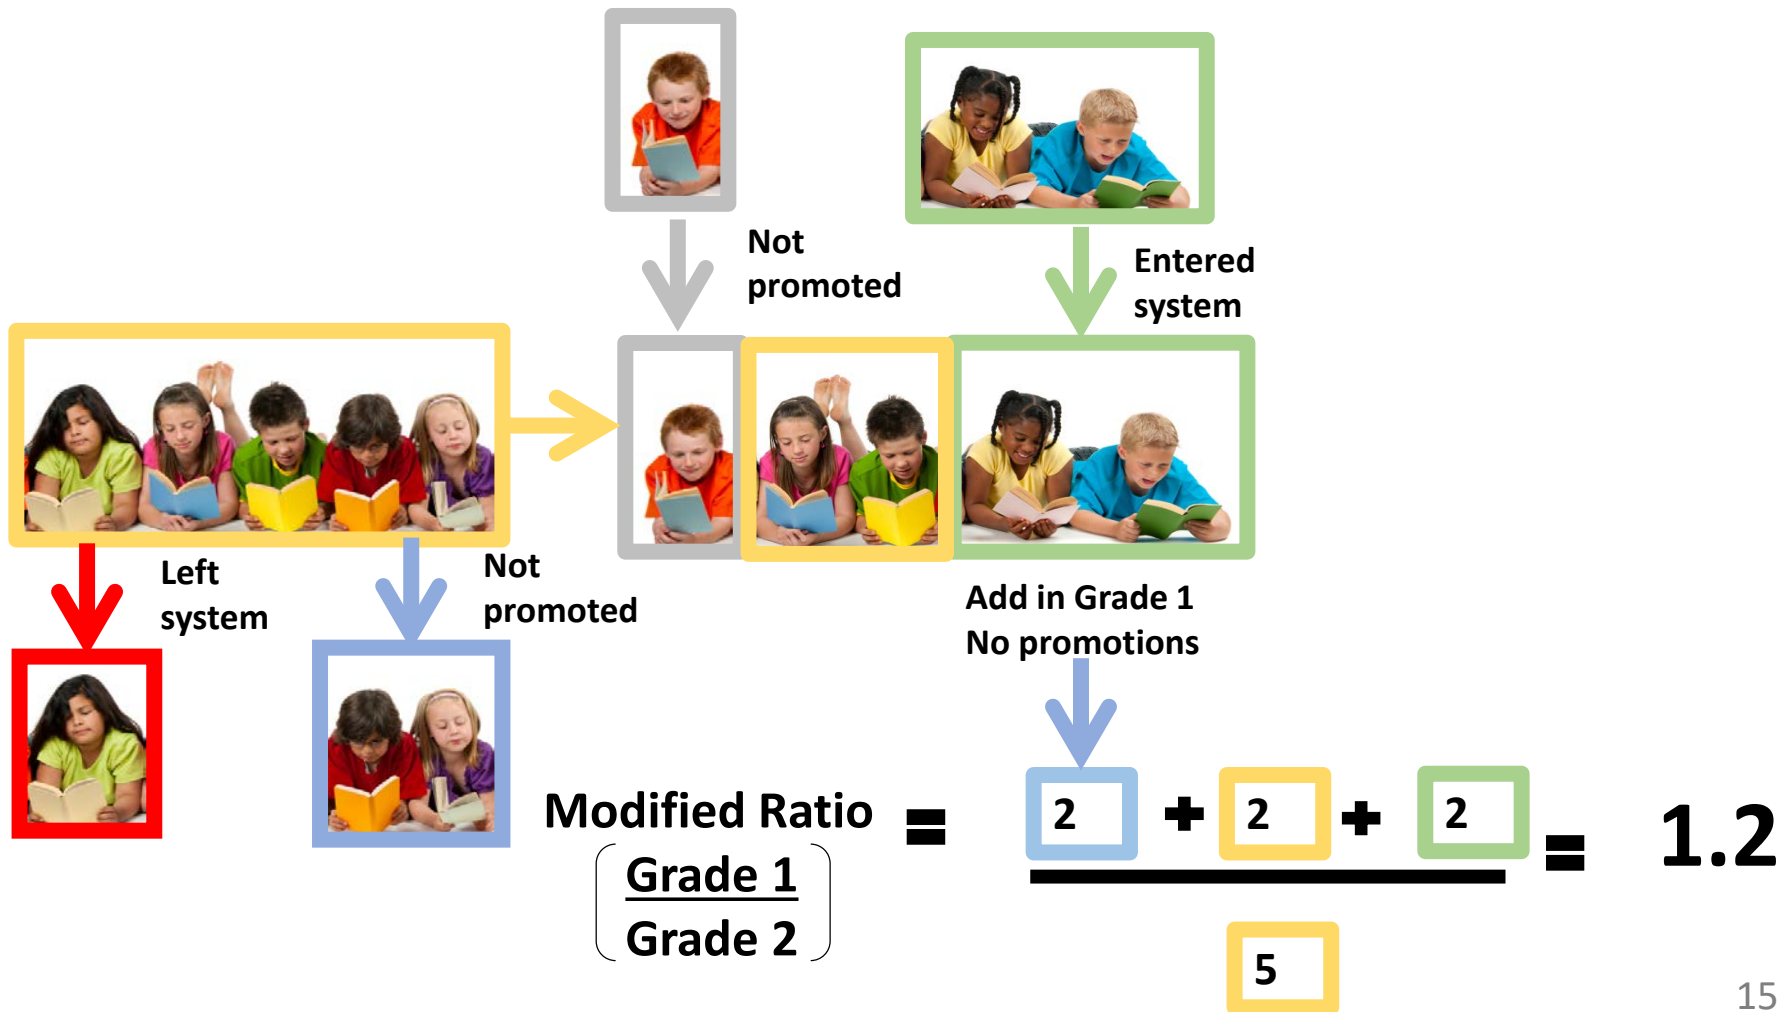 Not
promoted
Entered
system
Left
system
Not
promoted
Add in Grade 1
No promotions
Modified Ratio = 2 + 2 + 2 = 1.2
Grade 1
Grade 2
5
15